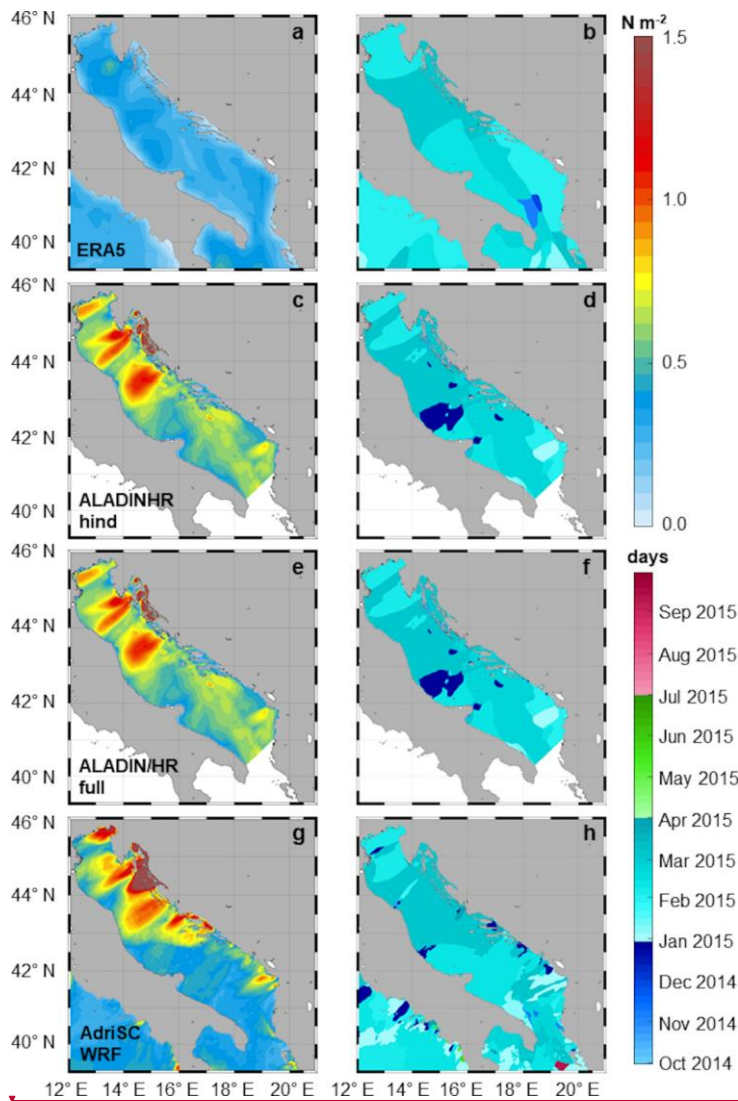 46° N
44° N
42° N
40° N
a
ERA5
b
N m-2
1.5
1.0
0.5
0.0
46° N
44° N
42° N
40° N
c
ALADINHR
hind
d
46° N
44° N
42° N
40° N
e
ALADIN/HR
full
f
days
Sep 2015
Aug 2015
Jul 2015
Jun 2015
May 2015
Apr 2015
Mar 2015
Feb 2015
Jan 2015
Dec 2014
Nov 2014
Oct 2014
46° N
44° N
42° N
40° N
g
AdriSC
WRF
h
12° E 14° E 16° E 18° E 20° E 12° E 14° E 16° E 18° E 20° E